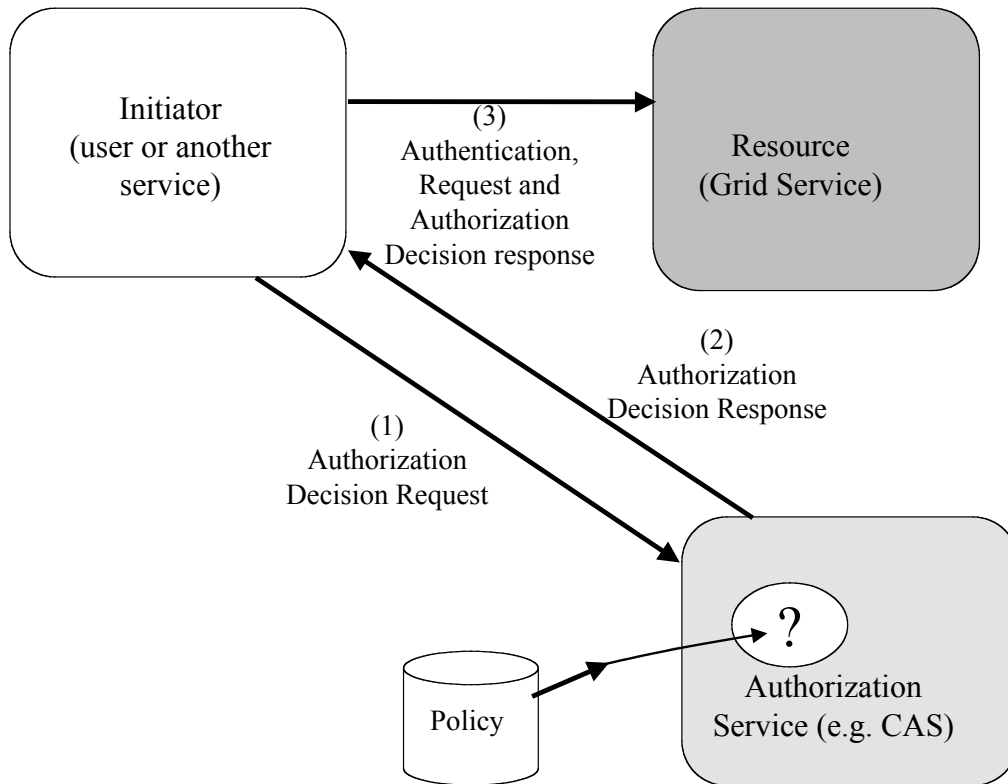 Initiator
(user or another
service)
(3)
Authentication,
Request and
Authorization
Decision response
Resource
(Grid Service)
(2)
Authorization
Decision Response
(1)
Authorization
Decision Request
?
Authorization
Service (e.g. CAS)
Policy